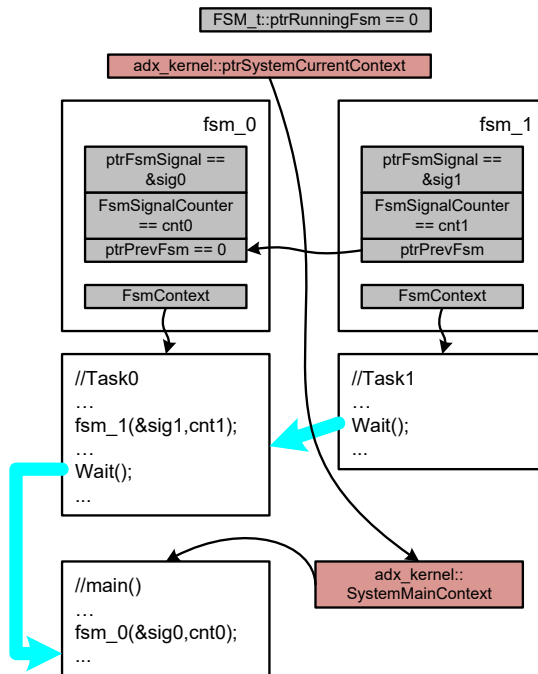 FSM_t::ptrRunningFsm == 0
adx_kernel::ptrSystemCurrentContext
fsm_0
ptrFsmSignal ==
&sig0
FsmSignalCounter
== cnt0
ptrPrevFsm == 0
FsmContext
fsm_1
ptrFsmSignal ==
&sig1
FsmSignalCounter
== cnt1
ptrPrevFsm
FsmContext
//Task0
…
fsm_1(&sig1,cnt1);
…
Wait();
...
//Task1
…
Wait();
...
//main()
…
fsm_0(&sig0,cnt0);
...
adx_kernel::
SystemMainContext